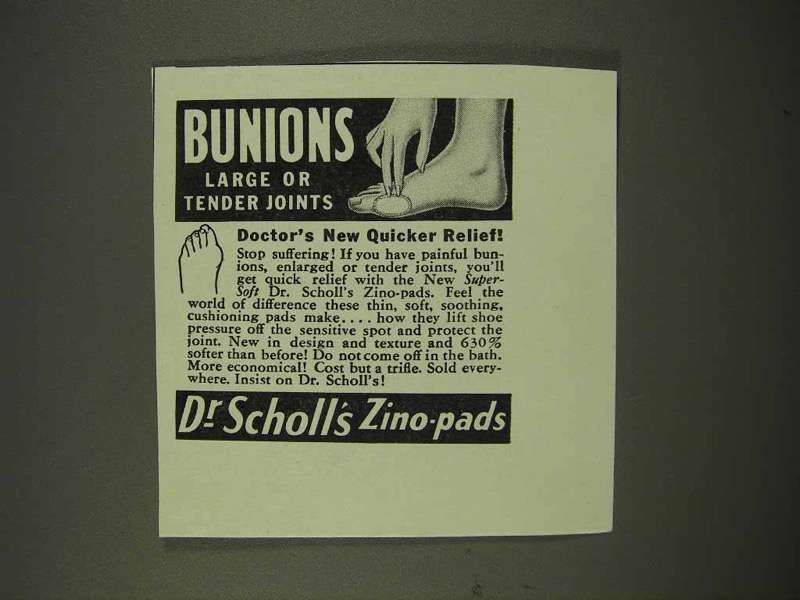 BUNIONS
LARGE OR
TENDER JOINTS
Doctor's New Quicker Relief!
Stop suffering! If you have painful bun-
ions, enlarged or tender joints, you'll
get quick relief with the New Super-
Soft Dr. Scholl's Zino-pads. Feel the
world of difference these thin, soft, soothing,
cushioning pads make.... how they lift shoe
pressure off the sensitive spot and protect the
joint. New in design and texture and 630%
softer than before! Do not come off in the bath.
More economical! Cost but a trifle. Sold every-
where. Insist on Dr. Scholl's!
Dr Scholl's Zino-pads